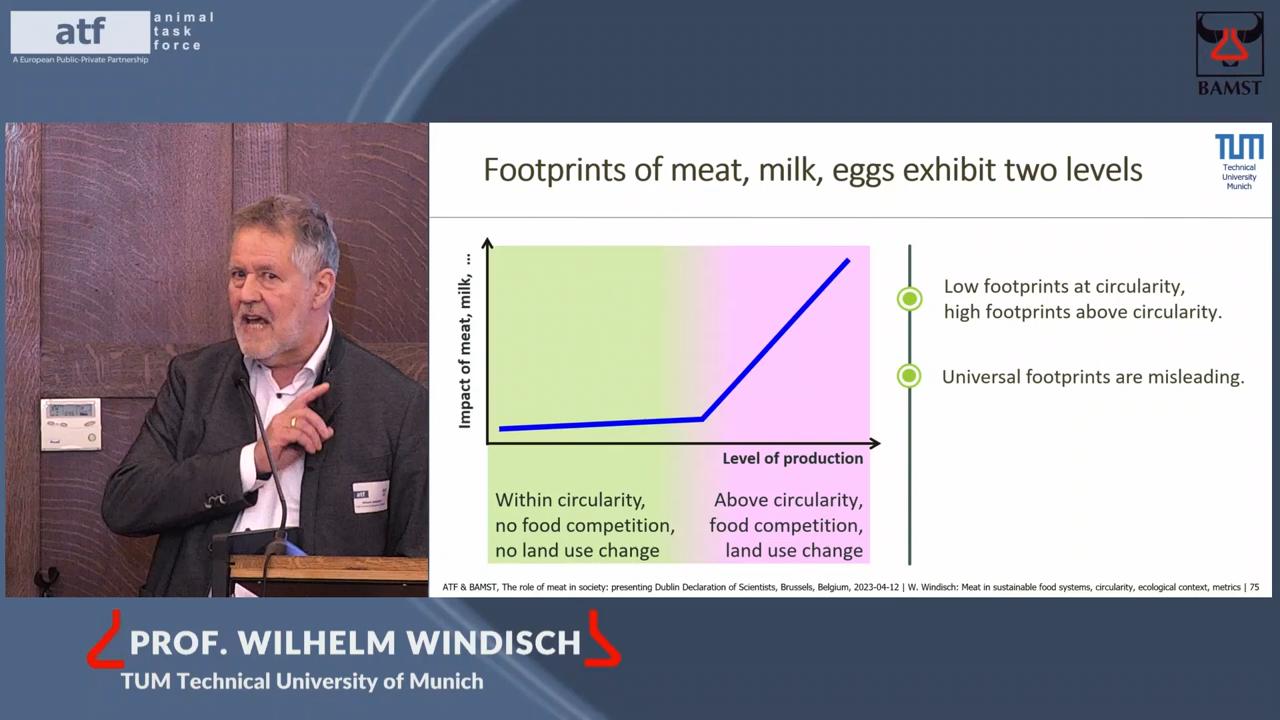 atf
animal
task
force
A European Public-Private Partnership
BAMST
Footprints of meat, milk, eggs exhibit two levels
TUM
Technical
University
Munich
Impact of meat, milk, ...
Level of production
Within circularity,
no food competition,
no land use change
Above circularity,
food competition,
land use change
Low footprints at circularity,
high footprints above circularity.
Universal footprints are misleading.
atf
ATF & BAMST, The role of meat in society: presenting Dublin Declaration of Scientists, Brussels, Belgium, 2023-04-12 | W. Windisch: Meat in sustainable food systems, circularity, ecological context, metrics | 75
PROF. WILHELM WINDISCH
TUM Technical University of Munich